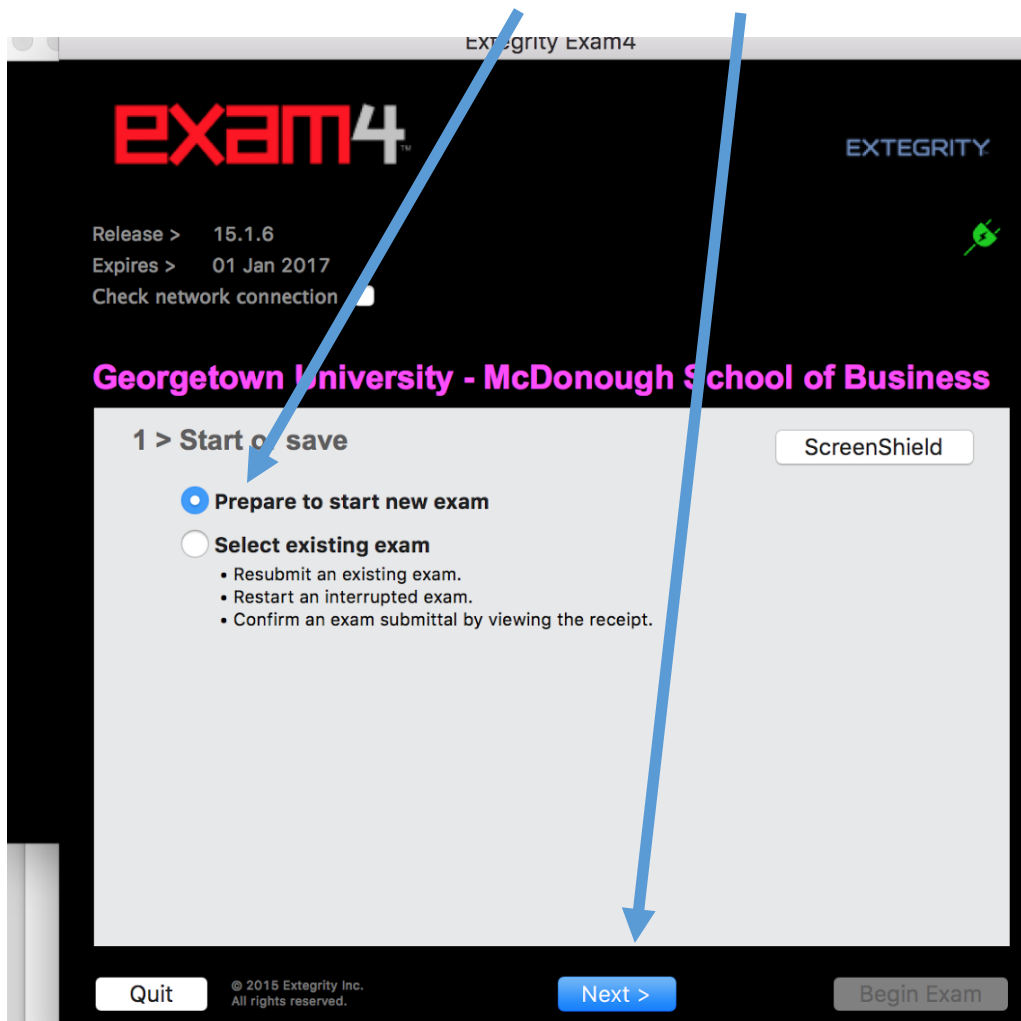 Extegrity Exam4
exam4 ™
EXTEGRITY
Release > 15.1.6
Expires > 01 Jan 2017
Check network connection
Georgetown University - McDonough School of Business
1 > Start or save
ScreenShield
Prepare to start new exam
Select existing exam
• Resubmit an existing exam.
• Restart an interrupted exam.
• Confirm an exam submittal by viewing the receipt.
Quit
© 2015 Extegrity Inc.
All rights reserved.
Next >
Begin Exam